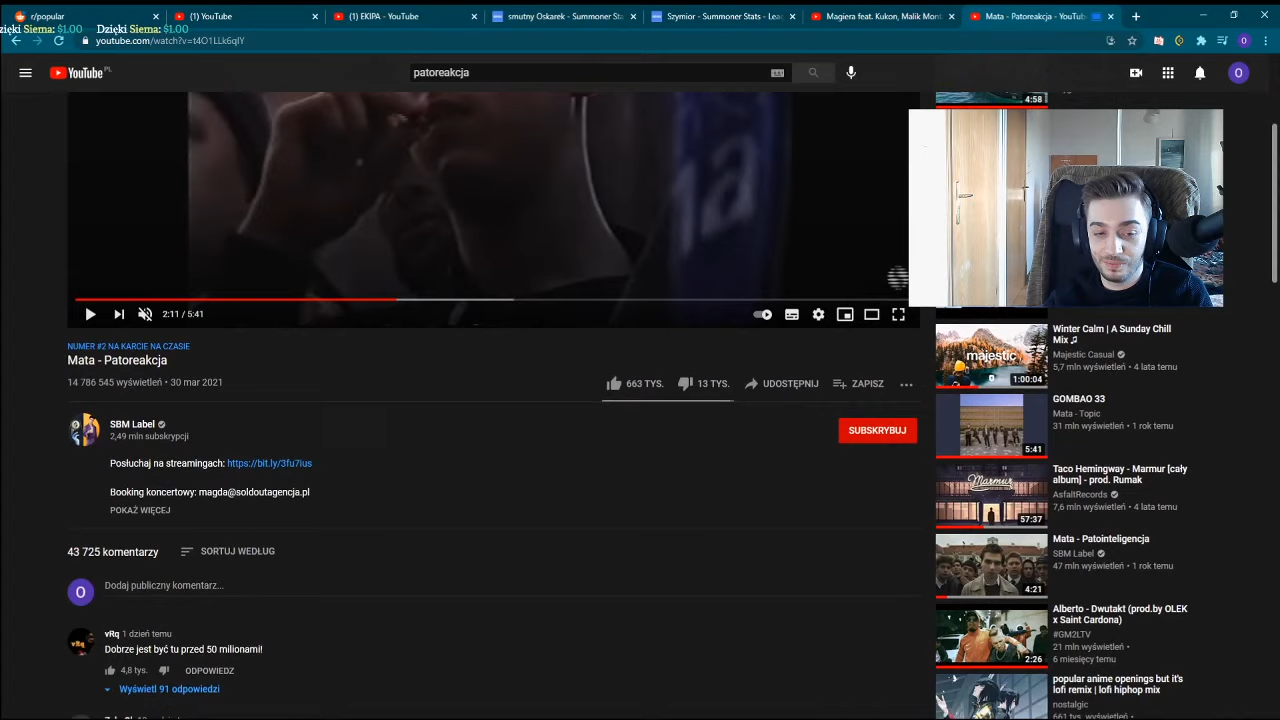 r/popular
(1) YouTube
(1) EKIPA - YouTube
smutny Oskarek - Summoner Sta
Szymior - Summoner Stats - Lea
Magiera feat. Kukon, Malik Mont
Mata - Patoreakcja - YouTub
zięki Siema: $1.00 Dzięki Siema: $1.00
youtube.com/watch?v=t4O1LLk6qlY
YouTube PL
patoreakcja
O
4:58
2:11 / 5:41
NUMER #2 NA KARCIE NA CZASIE
Mata - Patoreakcja
14 786 545 wyświetleń • 30 mar 2021
663 TYS.
13 TYS.
UDOSTĘPNIJ
ZAPISZ
SBM Label
2,49 mln subskrypcji
SUBSKRYBUJ
Posłuchaj na streamingach: https://bit.ly/3fu7ius
Booking koncertowy: magda@soldoutagencja.pl
POKAŻ WIĘCEJ
43 725 komentarzy
SORTUJ WEDŁUG
O
Dodaj publiczny komentarz...
vRq
vRq 1 dzień temu
Dobrze jest być tu przed 50 milionami!
4,8 tys.
ODPOWIEDZ
Wyświetl 91 odpowiedzi
majestic
1:00:04
Winter Calm | A Sunday Chill
Mix ♫
Majestic Casual
5,7 mln wyświetleń • 4 lata temu
5:41
GOMBAO 33
Mata - Topic
31 mln wyświetleń • 1 rok temu
Marmur
57:37
Taco Hemingway - Marmur [cały
album] - prod. Rumak
AsfaltRecords
7,6 mln wyświetleń • 4 lata temu
4:21
Mata - Patointeligencja
SBM Label
47 mln wyświetleń • 1 rok temu
2:26
Alberto - Dwutakt (prod.by OLEK
x Saint Cardona)
#GM2LTV
21 mln wyświetleń •
6 miesięcy temu
popular anime openings but it's
lofi remix | lofi hiphop mix
nostalgic
661 tys. wyświetleń